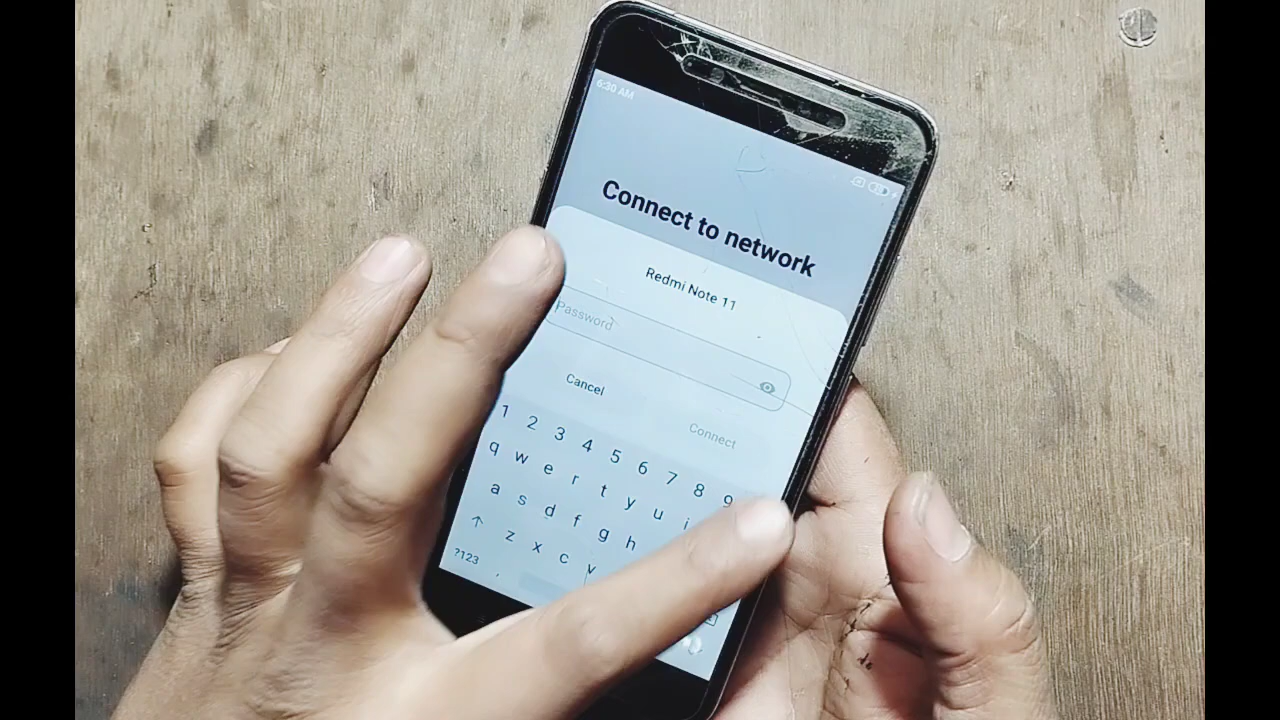 6:30 AM
Connect to network
Redmi Note 11
Password
Cancel
Connect
1 2 3 4 5 6 7 8 9
q w e r t y u i
a s d f g h
z x c v
?123 ,